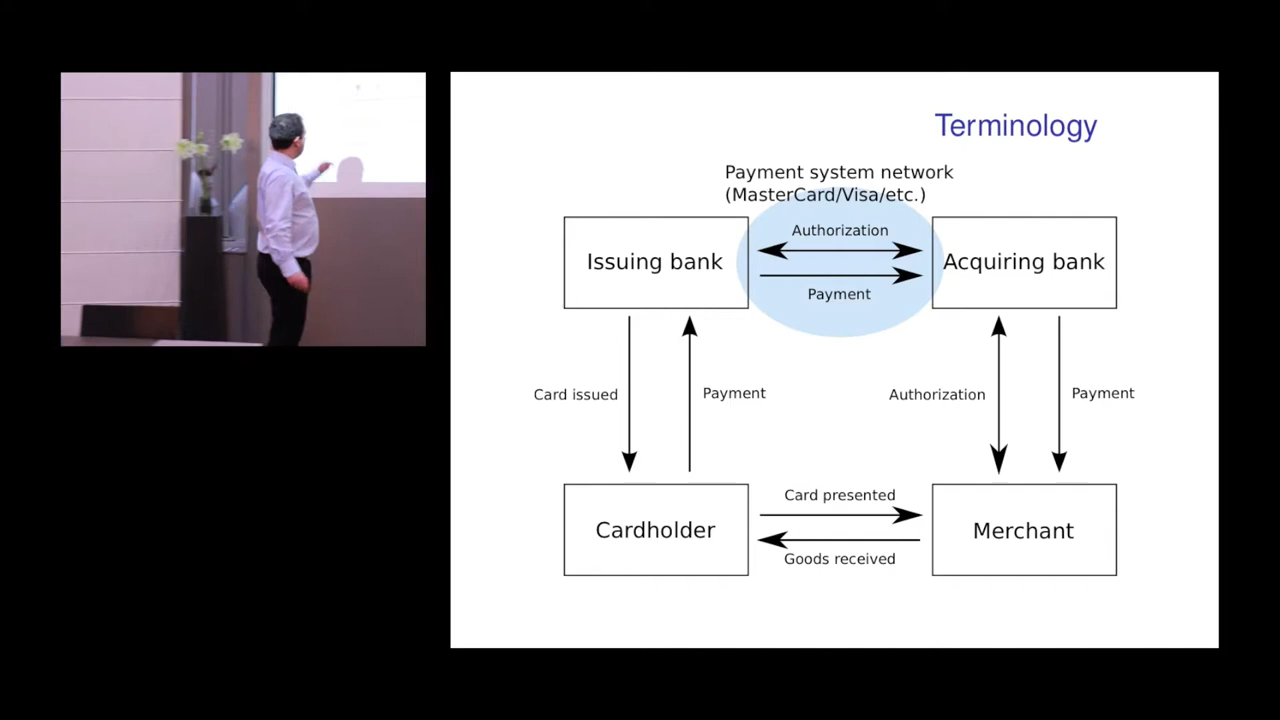 Terminology
Payment system network
(MasterCard/Visa/etc.)
Authorization
Issuing bank
Acquiring bank
Payment
Card issued
Payment
Authorization
Payment
Card presented
Cardholder
Merchant
Goods received